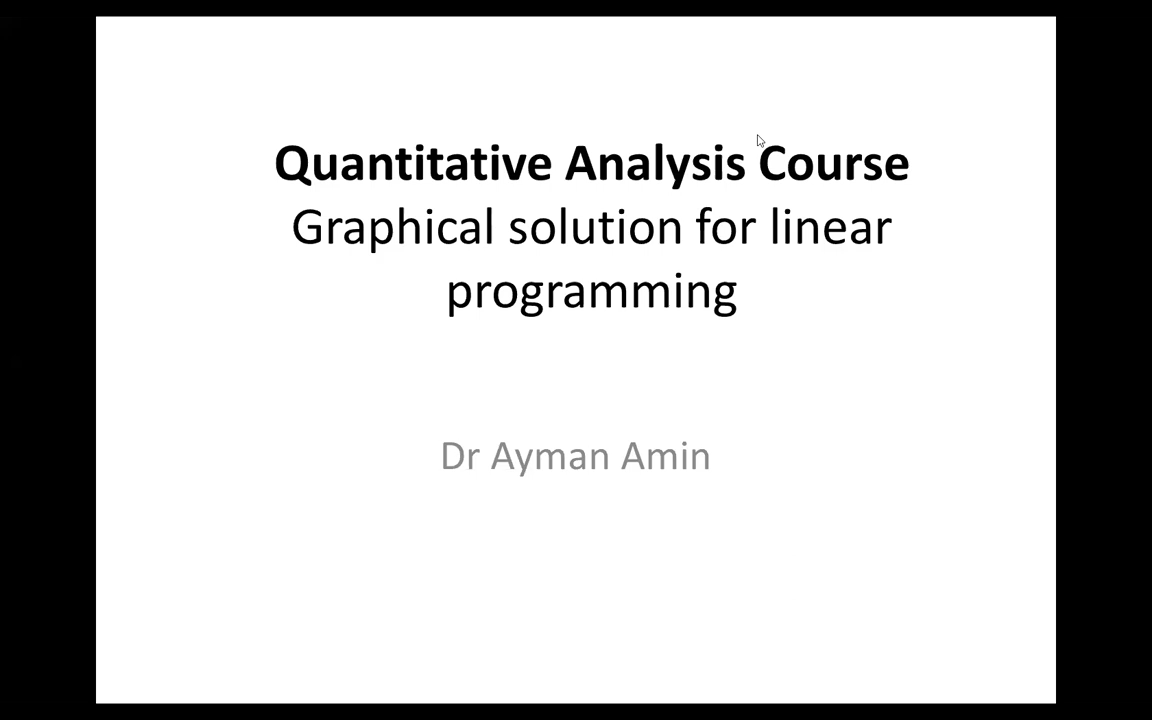 Quantitative Analysis Course
Graphical solution for linear
programming
Dr Ayman Amin